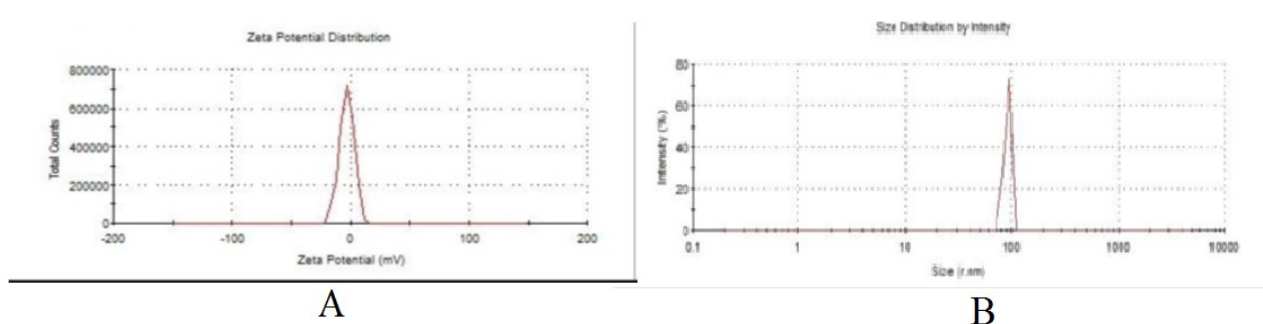 Zeta Potential Distribution
800000
600000
400000
200000
0
Total Counts
-200 -100 0 100 200
Zeta Potential (mV)
A
Size Distribution by Intensity
80
60
40
20
0
Intensity (%)
0.1 1 10 100 1000 10000
Size (r.nm)
B